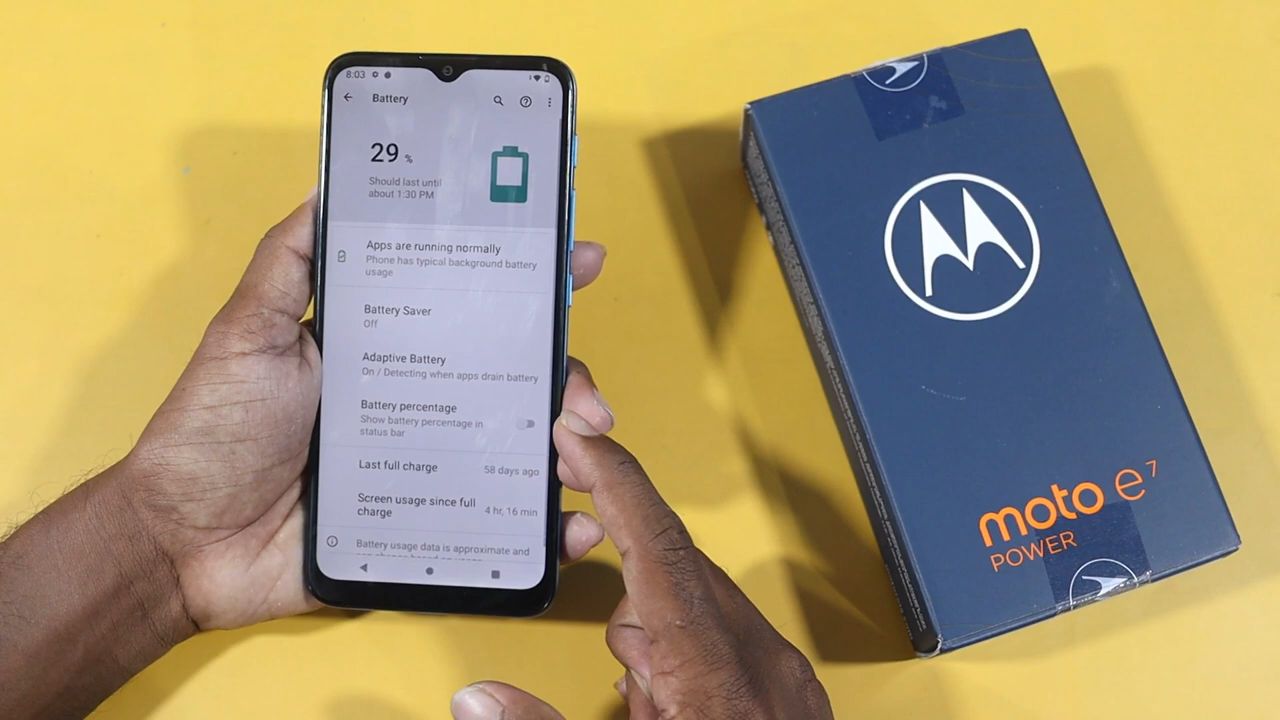 8:03
Battery
29 %
Should last until
about 1:30 PM
Apps are running normally
Phone has typical background battery
usage
Battery Saver
Off
Adaptive Battery
On / Detecting when apps drain battery
Battery percentage
Show battery percentage in
status bar
Last full charge 58 days ago
Screen usage since full
charge 4 hr, 16 min
Battery usage data is approximate and
moto e7
POWER